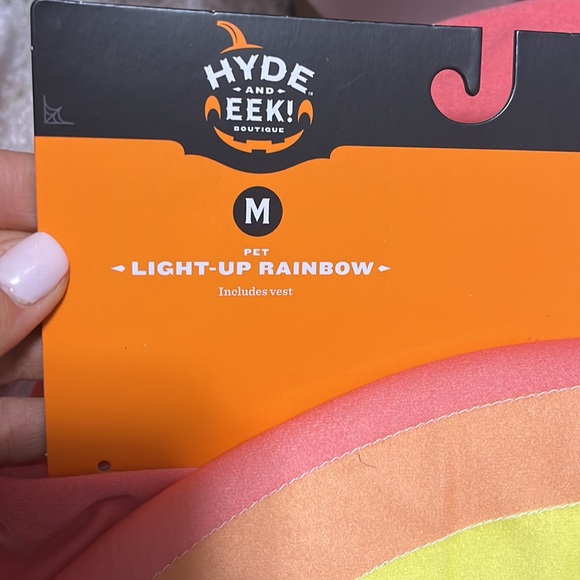 HYDE
AND
EEK!
BOUTIQUE
M
PET
LIGHT-UP RAINBOW
Includes vest